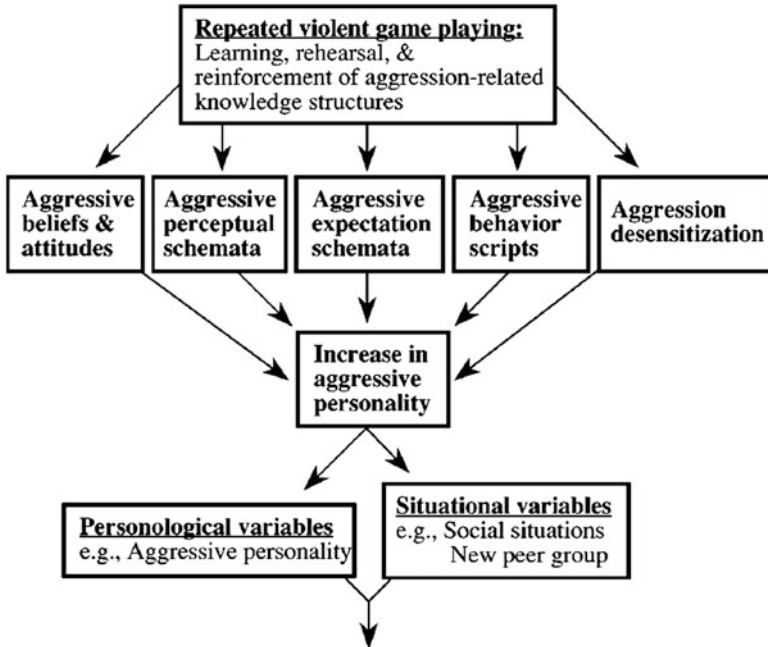 Repeated violent game playing:
Learning, rehearsal, &
reinforcement of aggression-related
knowledge structures
Aggressive
beliefs &
attitudes
Aggressive
perceptual
schemata
Aggressive
expectation
schemata
Aggressive
behavior
scripts
Aggression
desensitization
Increase in
aggressive
personality
Personological variables
e.g., Aggressive personality
Situational variables
e.g., Social situations
New peer group